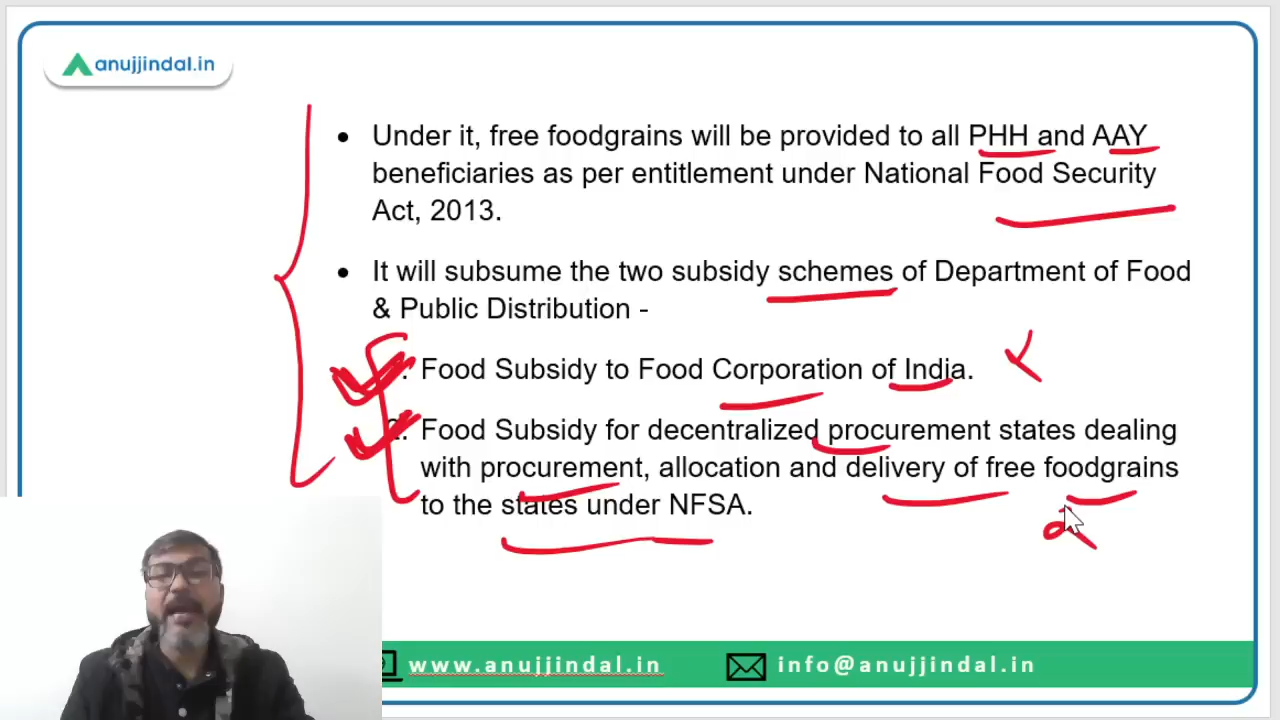 anujjindal.in
• Under it, free foodgrains will be provided to all PHH and AAY
beneficiaries as per entitlement under National Food Security
Act, 2013.
• It will subsume the two subsidy schemes of Department of Food
& Public Distribution -
Food Subsidy to Food Corporation of India.
2. Food Subsidy for decentralized procurement states dealing
with procurement, allocation and delivery of free foodgrains
to the states under NFSA.
www.anujjindal.in
info@anujjindal.in